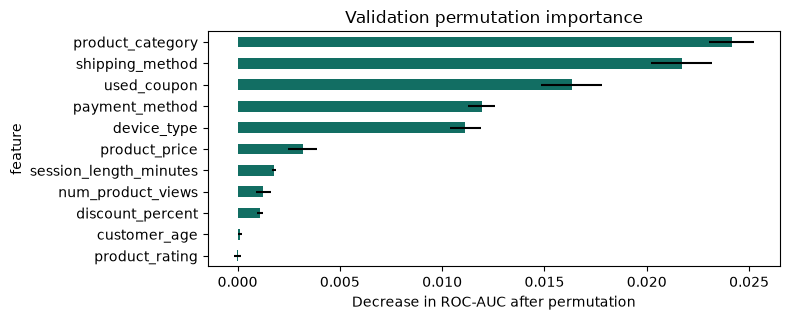 Validation permutation importance
feature
product_category
shipping_method
used_coupon
payment_method
device_type
product_price
session_length_minutes
num_product_views
discount_percent
customer_age
product_rating
0.000 0.005 0.010 0.015 0.020 0.025
Decrease in ROC-AUC after permutation